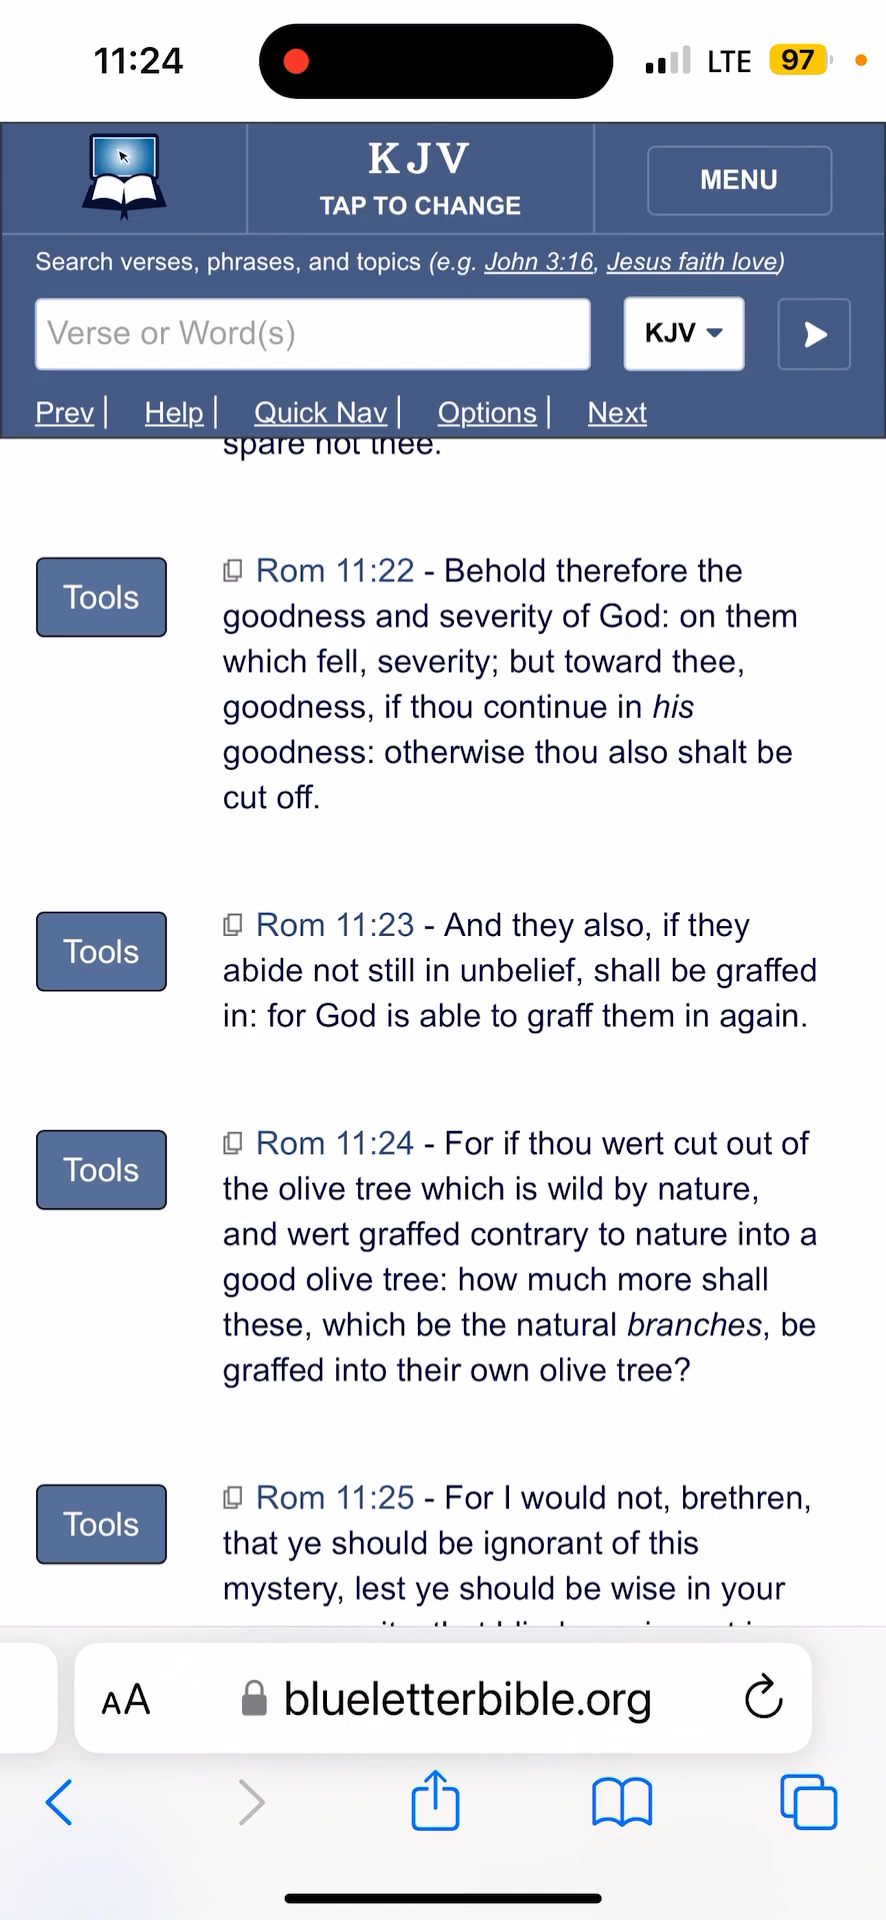 11:24
LTE 97
KJV
TAP TO CHANGE
MENU
Search verses, phrases, and topics (e.g. John 3:16, Jesus faith love)
Verse or Word(s)
KJV
Prev | Help | Quick Nav | Options | Next
spare not thee.
Tools
Rom 11:22 - Behold therefore the
goodness and severity of God: on them
which fell, severity; but toward thee,
goodness, if thou continue in his
goodness: otherwise thou also shalt be
cut off.
Tools
Rom 11:23 - And they also, if they
abide not still in unbelief, shall be graffed
in: for God is able to graff them in again.
Tools
Rom 11:24 - For if thou wert cut out of
the olive tree which is wild by nature,
and wert graffed contrary to nature into a
good olive tree: how much more shall
these, which be the natural branches, be
graffed into their own olive tree?
Tools
Rom 11:25 - For I would not, brethren,
that ye should be ignorant of this
mystery, lest ye should be wise in your
AA blueletterbible.org